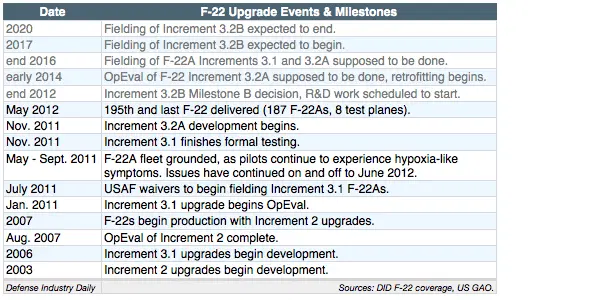 Date F-22 Upgrade Events & Milestones
2020 Fielding of Increment 3.2B expected to end.
2017 Fielding of Increment 3.2B expected to begin.
end 2016 Fielding of F-22A Increments 3.1 and 3.2A supposed to be done.
early 2014 OpEval of F-22 Increment 3.2A supposed to be done, retrofitting begins.
end 2012 Increment 3.2B Milestone B decision, R&D work scheduled to start.
May 2012 195th and last F-22 delivered (187 F-22As, 8 test planes).
Nov. 2011 Increment 3.2A development begins.
Nov. 2011 Increment 3.1 finishes formal testing.
May - Sept. 2011 F-22A fleet grounded, as pilots continue to experience hypoxia-like
symptoms. Issues have continued on and off to June 2012.
July 2011 USAF waivers to begin fielding Increment 3.1 F-22As.
Jan. 2011 Increment 3.1 upgrade begins OpEval.
2007 F-22s begin production with Increment 2 upgrades.
Aug. 2007 OpEval of Increment 2 complete.
2006 Increment 3.1 upgrades begin development.
2003 Increment 2 upgrades begin development.
Defense Industry Daily Sources: DID F-22 coverage, US GAO.